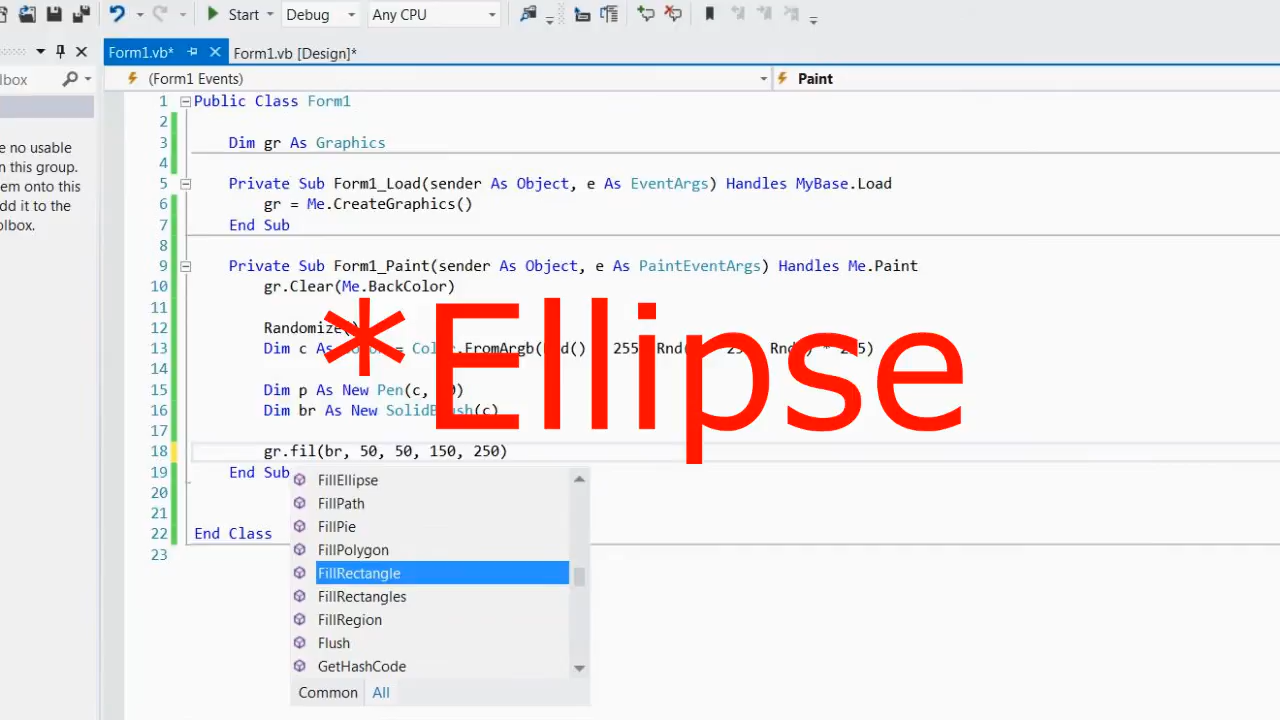 Start Debug Any CPU
Form1.vb* Form1.vb [Design]*
lbox (Form1 Events) Paint
1 Public Class Form1
2
3 Dim gr As Graphics
4
5 Private Sub Form1_Load(sender As Object, e As EventArgs) Handles MyBase.Load
6 gr = Me.CreateGraphics()
7 End Sub
8
9 Private Sub Form1_Paint(sender As Object, e As PaintEventArgs) Handles Me.Paint
10 gr.Clear(Me.BackColor)
11
12 Randomize()
13 Dim c As = FromArgb( 255
14
15 Dim p As New Pen(c,
16 Dim br As New SolidBrush(c)
17
18 gr.fil(br, 50, 50, 150, 250)
19 End Sub
20
21
22 End Class
23
e no usable
n this group.
em onto this
dd it to the
olbox.
*Ellipse
FillEllipse
FillPath
FillPie
FillPolygon
FillRectangle
FillRectangles
FillRegion
Flush
GetHashCode
Common All